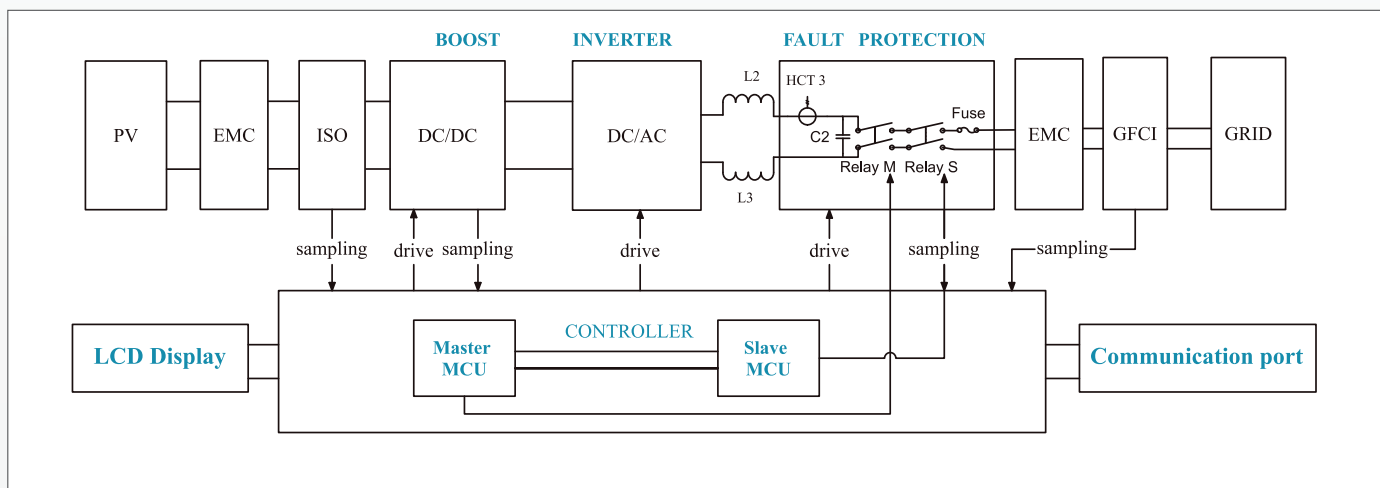 BOOST INVERTER FAULT PROTECTION
L2
HCT 3
Fuse
PV EMC ISO DC/DC DC/AC C2 EMC GFCI GRID
Relay M Relay S
L3
sampling drive sampling drive drive sampling sampling
CONTROLLER
LCD Display
Master
MCU
Slave
MCU
Communication port